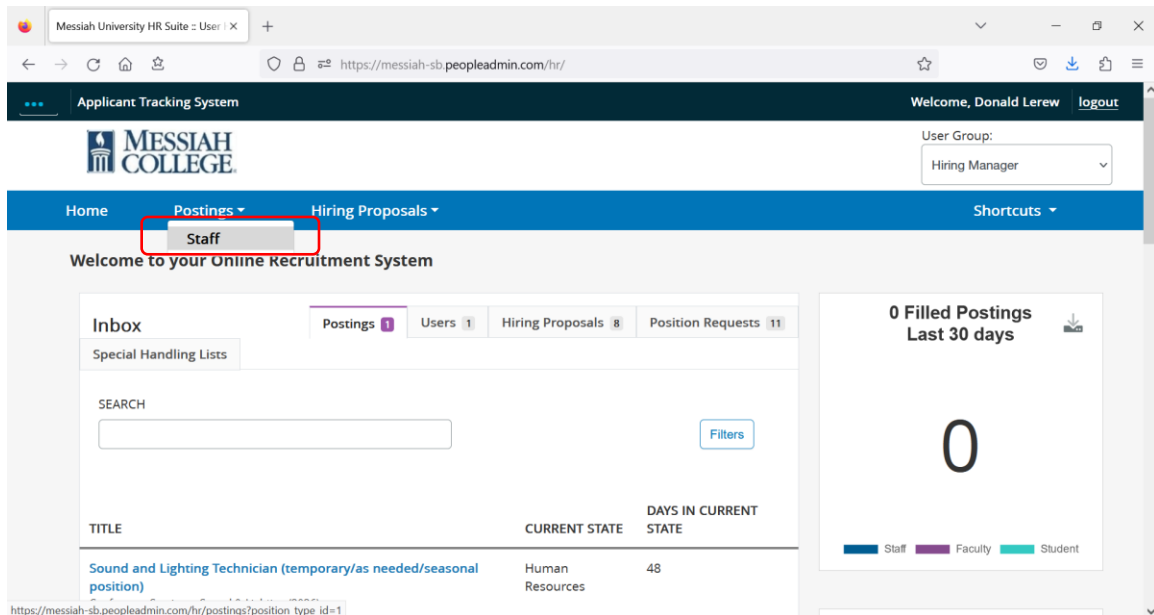 Messiah University HR Suite :: User
https://messiah-sb.peopleadmin.com/hr/
Applicant Tracking System
Welcome, Donald Lerew logout
MESSIAH
COLLEGE
User Group:
Hiring Manager
Home Postings Hiring Proposals Shortcuts
Staff
Welcome to your Online Recruitment System
Inbox
Postings 1 Users 1 Hiring Proposals 8 Position Requests 11
Special Handling Lists
SEARCH
Filters
TITLE CURRENT STATE DAYS IN CURRENT
STATE
Sound and Lighting Technician (temporary/as needed/seasonal
position)
Human
Resources
48
0 Filled Postings
Last 30 days
0
Staff Faculty Student
https://messiah-sb.peopleadmin.com/hr/postings?position_type_id=1